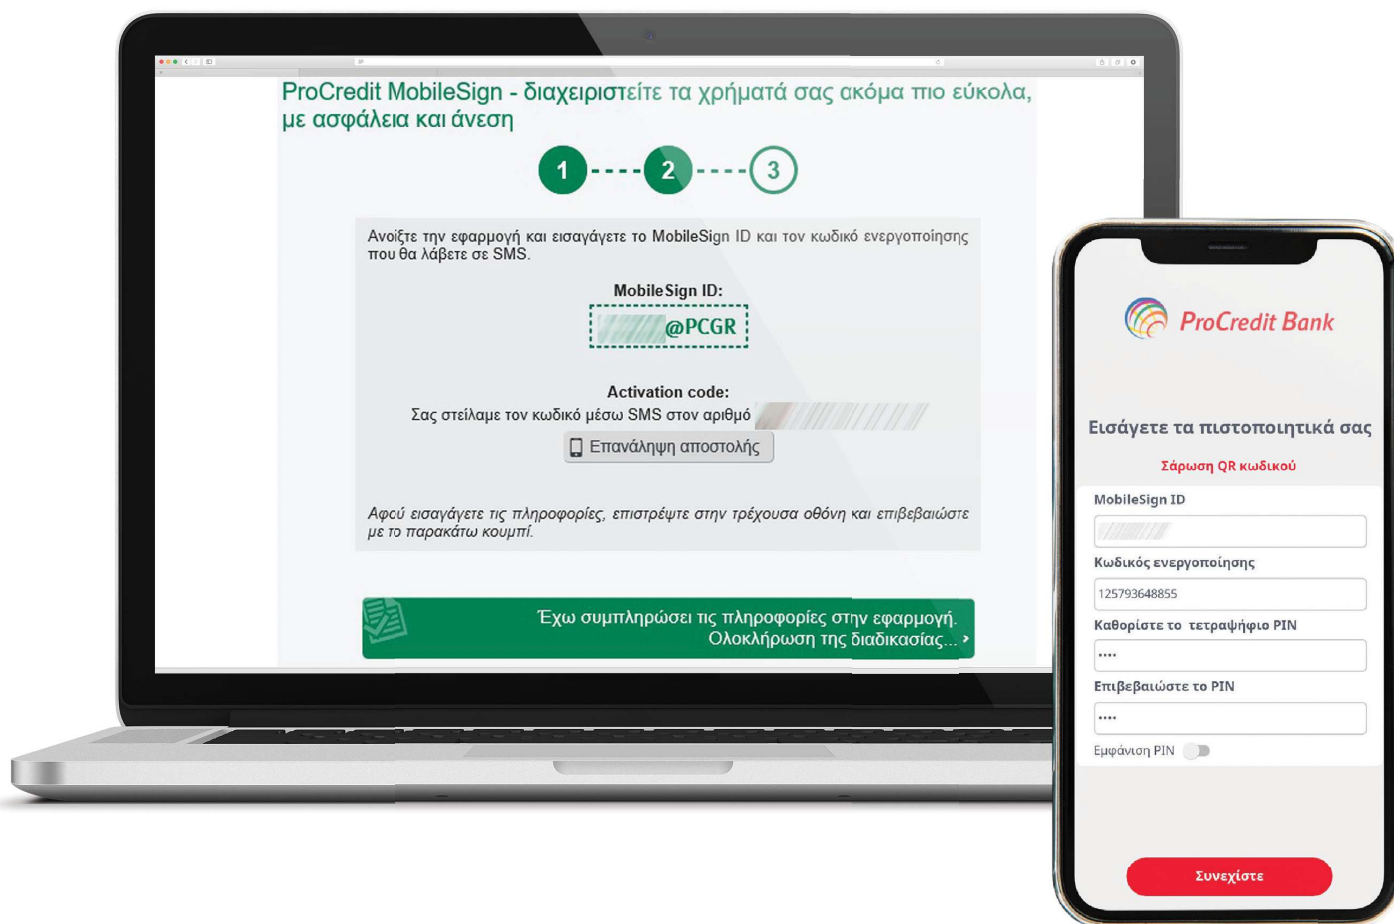 ProCredit MobileSign - διαχειριστείτε τα χρήματά σας ακόμα πιο εύκολα,
με ασφάλεια και άνεση
1 2 3
Ανοίξτε την εφαρμογή και εισαγάγετε το MobileSign ID και τον κωδικό ενεργοποίησης
που θα λάβετε σε SMS.
MobileSign ID:
@PCGR
Activation code:
Σας στείλαμε τον κωδικό μέσω SMS στον αριθμό
Επανάληψη αποστολής
Αφού εισαγάγετε τις πληροφορίες, επιστρέψτε στην τρέχουσα οθόνη και επιβεβαιώστε
με το παρακάτω κουμπί.
Έχω συμπληρώσει τις πληροφορίες στην εφαρμογή.
Ολοκλήρωση της διαδικασίας... ›
ProCredit Bank
Εισάγετε τα πιστοποιητικά σας
Σάρωση QR κωδικού
MobileSign ID
Κωδικός ενεργοποίησης
125793648855
Καθορίστε το τετραψήφιο PIN
••••
Επιβεβαιώστε το PIN
••••
Εμφάνιση PIN
Συνεχίστε